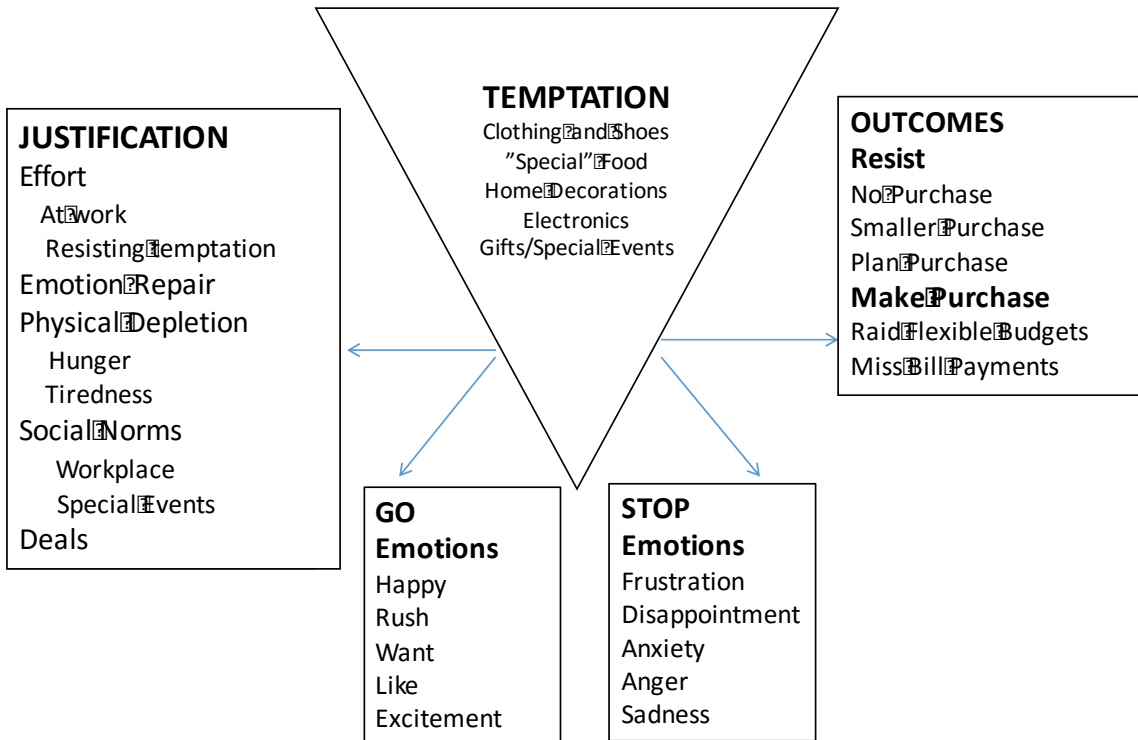 TEMPTATION
Clothing and Shoes
”Special” Food
Home Decorations
Electronics
Gifts/Special Events
JUSTIFICATION
Effort
At work
Resisting temptation
Emotion Repair
Physical Depletion
Hunger
Tiredness
Social Norms
Workplace
Special Events
Deals
OUTCOMES
Resist
No Purchase
Smaller Purchase
Plan Purchase
Make Purchase
Raid Flexible Budgets
Miss Bill Payments
GO
Emotions
Happy
Rush
Want
Like
Excitement
STOP
Emotions
Frustration
Disappointment
Anxiety
Anger
Sadness